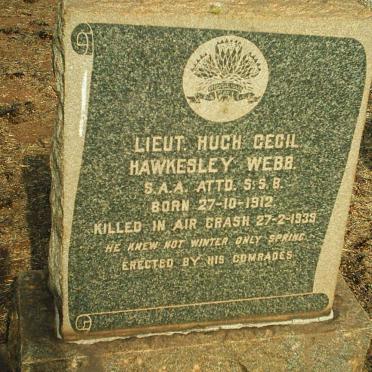 LIEUT. HUGH CECIL
HAWKESLEY WEBB.
S.A.A. ATTD. S.S.B.
BORN 27-10-1912.
KILLED IN AIR CRASH 27-2-1939.
HE KNEW NOT WINTER ONLY SPRING.
ERECTED BY HIS COMRADES